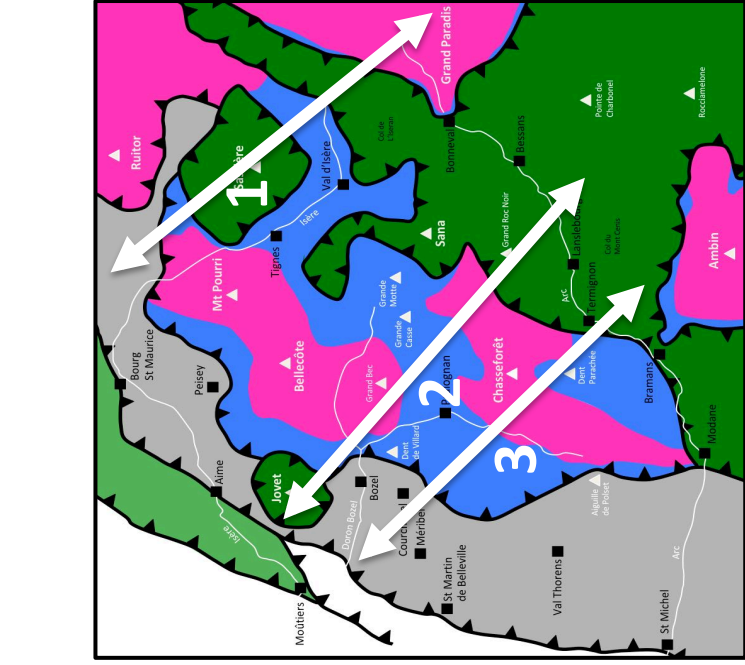 Ruitor
Grand Paradis
Sassière
1
Val d'Isère
Isère
Tignes
Col de
L'Iseran
Bonneval
Bessans
Pointe de
Charbonel
Rocciamelone
Mt Pourri
Bourg
St Maurice
Peisey
Bellecôte
Grand Bec
Grande
Motte
Grande
Casse
Sana
Grand Roc Noir
Lanslebourg
Col du
Mont Cenis
Arc
Termignon
Ambin
Aime
Isère
Jovet
2
Pralognan
Chasseforêt
Dent
Parachée
Bramans
Dent
de Villard
Bozel
Doron Bozel
Courchevel
Méribel
3
Aiguille
de Polset
Modane
Moûtiers
St Martin
de Belleville
Val Thorens
Arc
St Michel